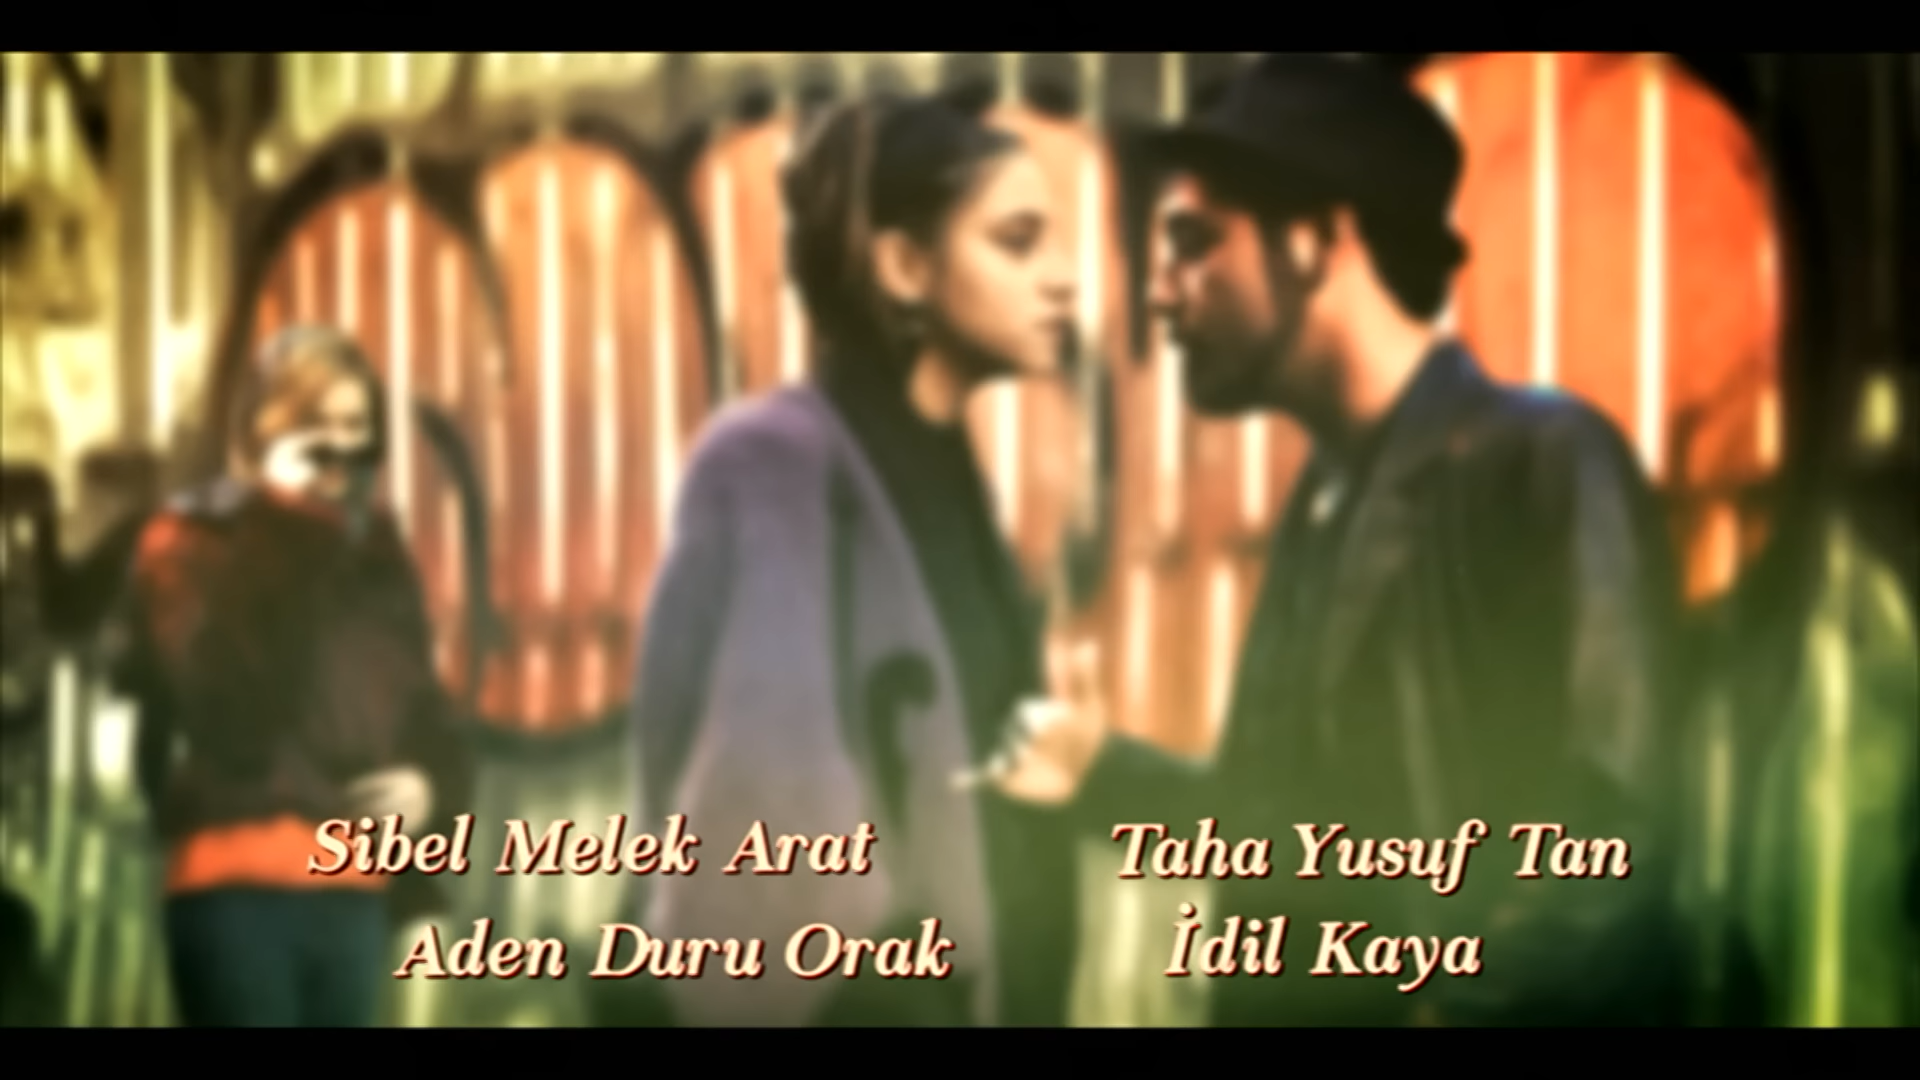 Sibel Melek Arat
Taha Yusuf Tan
Aden Duru Orak
İdil Kaya